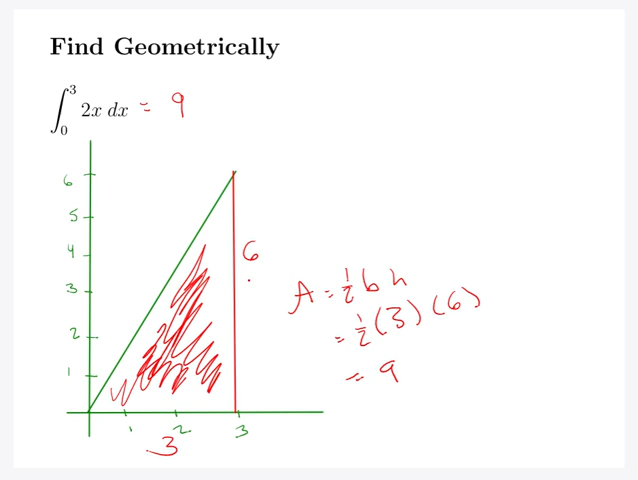 Find Geometrically
∫₀³ 2x dx = 9
6
5
4
3
2
1
6
1 2 3
3
A = ½ b h
= ½ (3) (6)
= 9